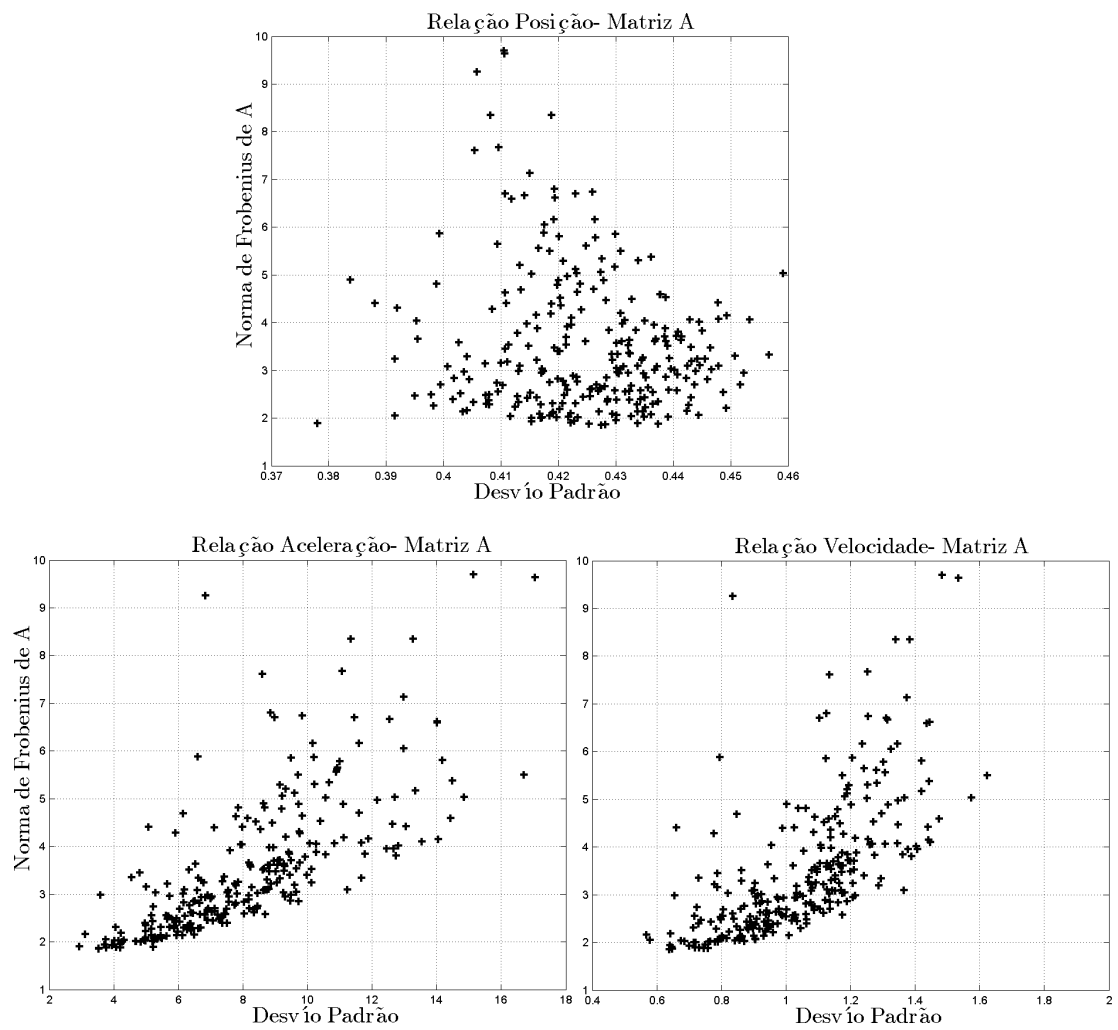 Relação Posição- Matriz A
10
9
8
7
6
5
4
3
2
1
Norma de Frobenius de A
0.37 0.38 0.39 0.4 0.41 0.42 0.43 0.44 0.45 0.46
Desvío Padrão
Relação Aceleração- Matriz A
10
9
8
7
6
5
4
3
2
1
Norma de Frobenius de A
2 4 6 8 10 12 14 16 18
Desvío Padrão
Relação Velocidade- Matriz A
10
9
8
7
6
5
4
3
2
1
0.4 0.6 0.8 1 1.2 1.4 1.6 1.8 2
Desvío Padrão